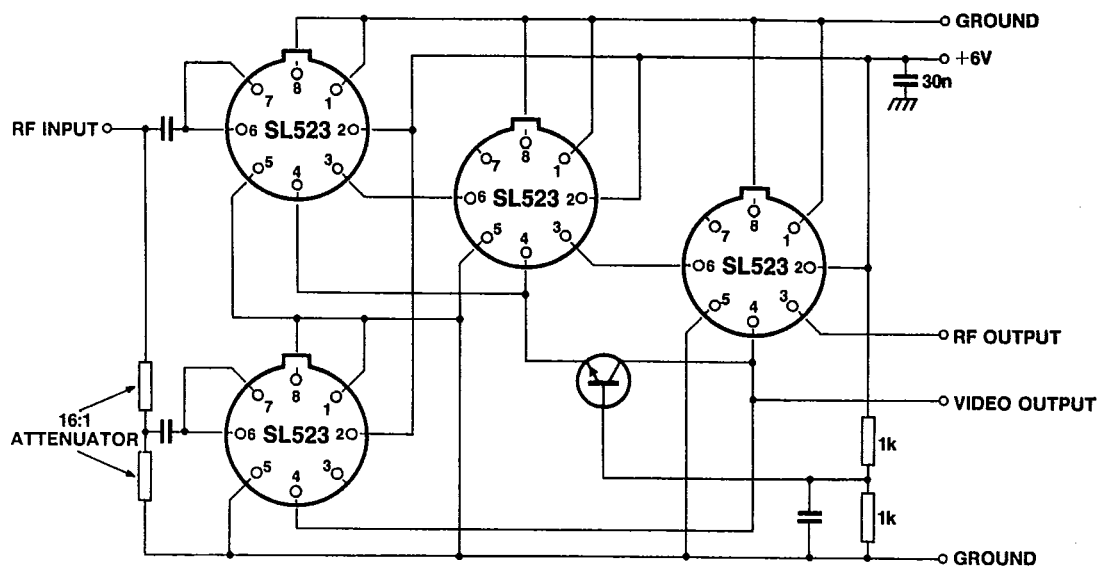 GROUND
+6V
30n
8
1
7
RF INPUT
6 SL523 2
5
4
3
8
1
7
6 SL523 2
5
4
3
8
1
7
6 SL523 2
5
4
3
RF OUTPUT
VIDEO OUTPUT
8
1
7
16:1
ATTENUATOR
6 SL523 2
5
4
3
1k
1k
GROUND